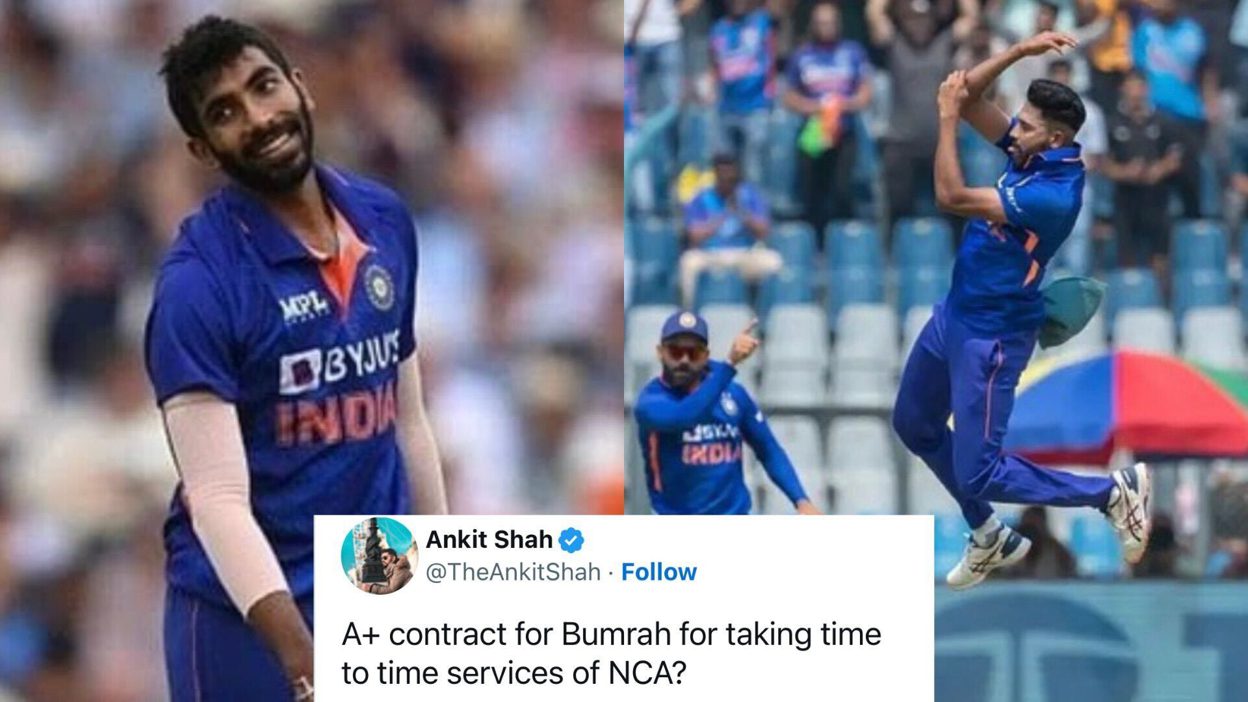 MPL
BYJU'S
INDIA
BYJU'S
INDIA
Ankit Shah
@TheAnkitShah · Follow
A+ contract for Bumrah for taking time
to time services of NCA?